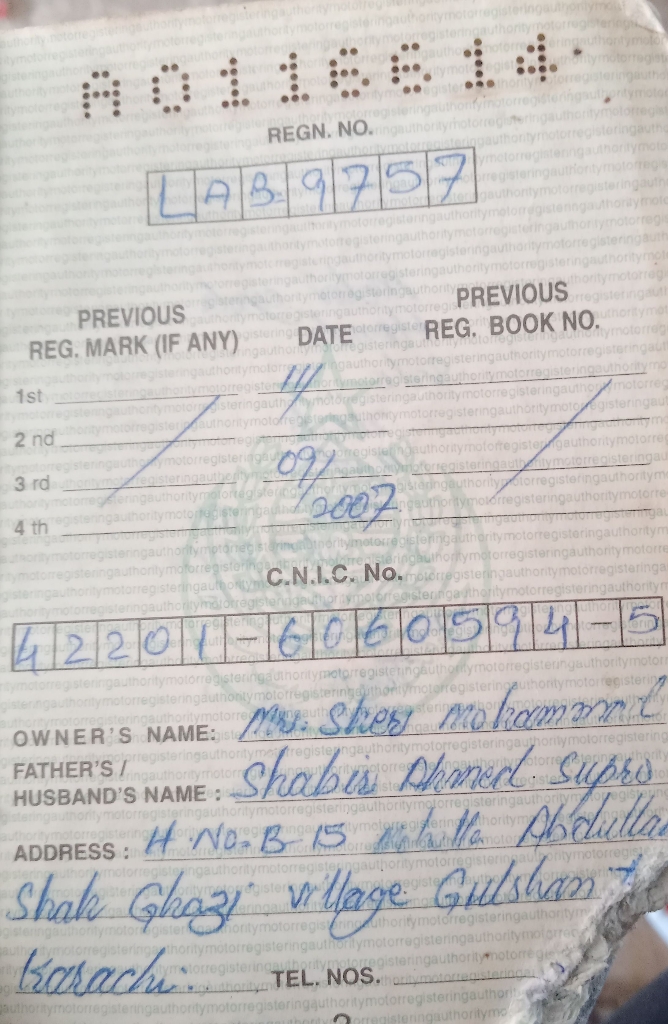 A0116614
REGN. NO.
LAB-9757
PREVIOUS REG. MARK (IF ANY)
DATE
PREVIOUS REG. BOOK NO.
1st
11/
2 nd
3 rd
09/
4 th
2007
C.N.I.C. No.
42201-6060594-5
OWNER'S NAME: Mr. Sher Mohammad
FATHER'S / HUSBAND'S NAME : Shabir Ahmed Supro
ADDRESS : H.No. B-15 Abdullah
Shah Ghazi village Gulshan
Karachi. TEL. NOS.